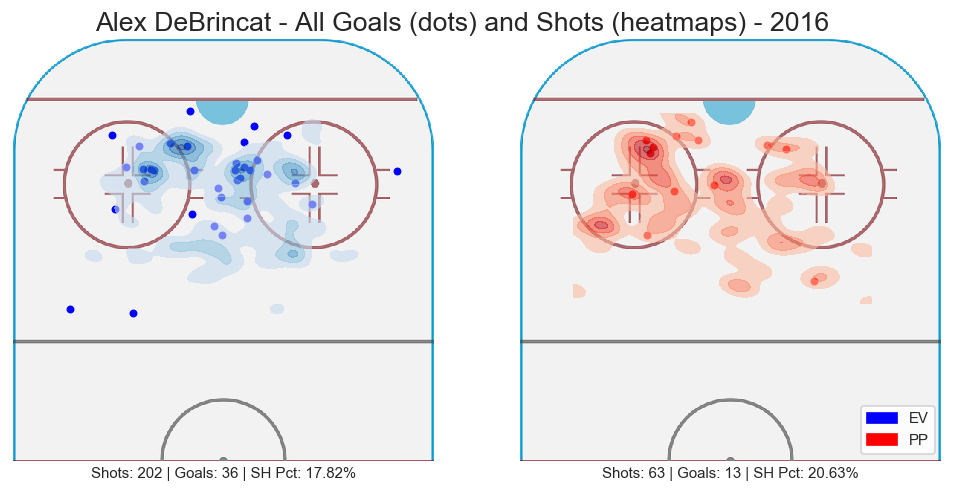 Alex DeBrincat - All Goals (dots) and Shots (heatmaps) - 2016
EV
PP
Shots: 202 | Goals: 36 | SH Pct: 17.82%
Shots: 63 | Goals: 13 | SH Pct: 20.63%